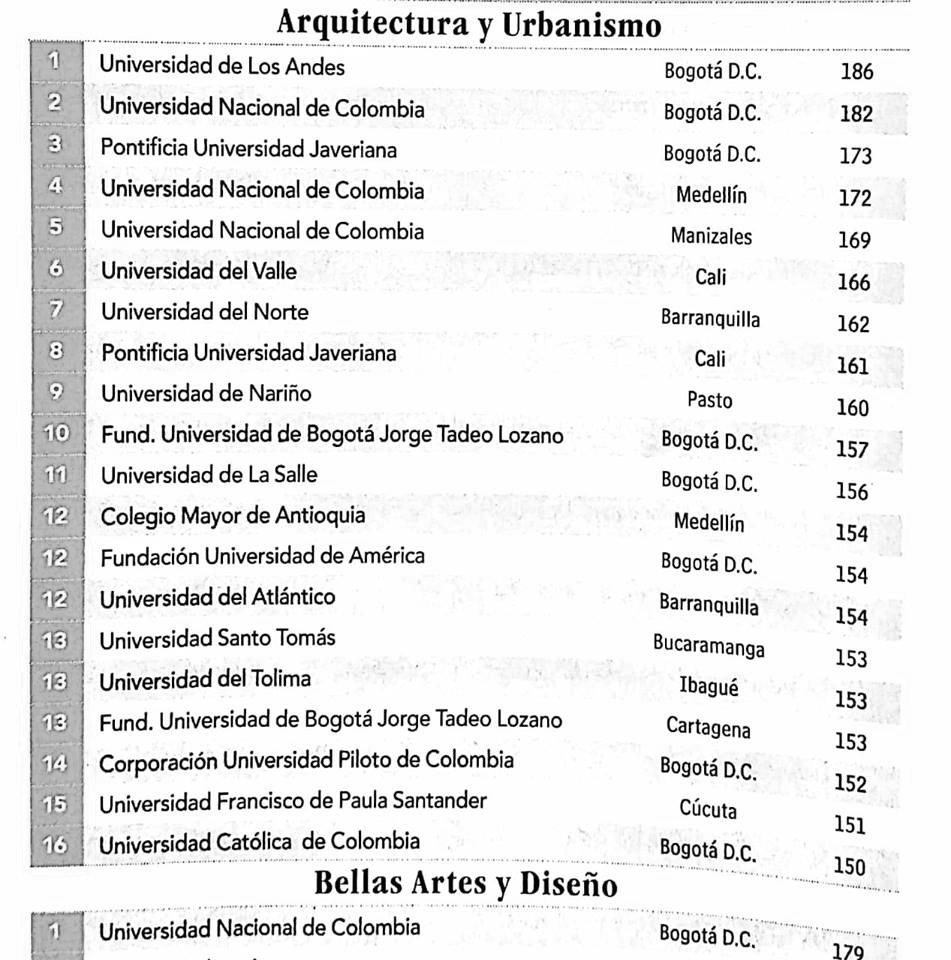 Arquitectura y Urbanismo
1 Universidad de Los Andes Bogotá D.C. 186
2 Universidad Nacional de Colombia Bogotá D.C. 182
3 Pontificia Universidad Javeriana Bogotá D.C. 173
4 Universidad Nacional de Colombia Medellín 172
5 Universidad Nacional de Colombia Manizales 169
6 Universidad del Valle Cali 166
7 Universidad del Norte Barranquilla 162
8 Pontificia Universidad Javeriana Cali 161
9 Universidad de Nariño Pasto 160
10 Fund. Universidad de Bogotá Jorge Tadeo Lozano Bogotá D.C. 157
11 Universidad de La Salle Bogotá D.C. 156
12 Colegio Mayor de Antioquia Medellín 154
12 Fundación Universidad de América Bogotá D.C. 154
12 Universidad del Atlántico Barranquilla 154
13 Universidad Santo Tomás Bucaramanga 153
13 Universidad del Tolima Ibagué 153
13 Fund. Universidad de Bogotá Jorge Tadeo Lozano Cartagena 153
14 Corporación Universidad Piloto de Colombia Bogotá D.C. 152
15 Universidad Francisco de Paula Santander Cúcuta 151
16 Universidad Católica de Colombia Bogotá D.C. 150
Bellas Artes y Diseño
1 Universidad Nacional de Colombia Bogotá D.C. 179